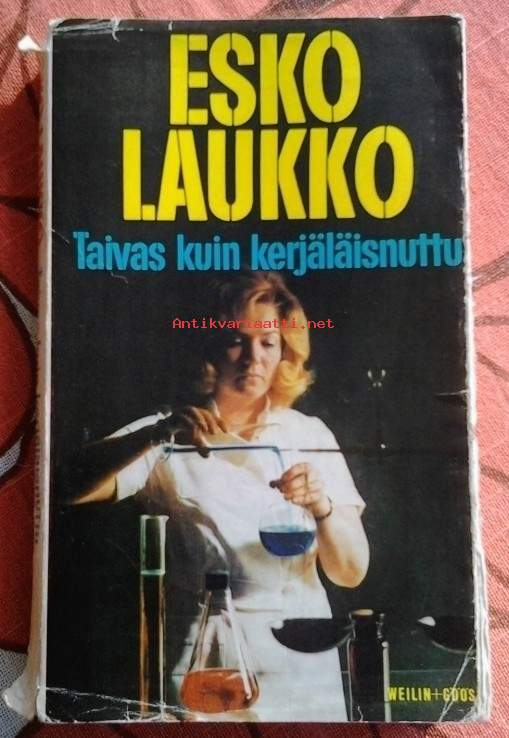 ESKO
LAUKKO
Taivas kuin kerjäläisnuttu
Antikvariaatti.net
WEILIN+GÖÖS